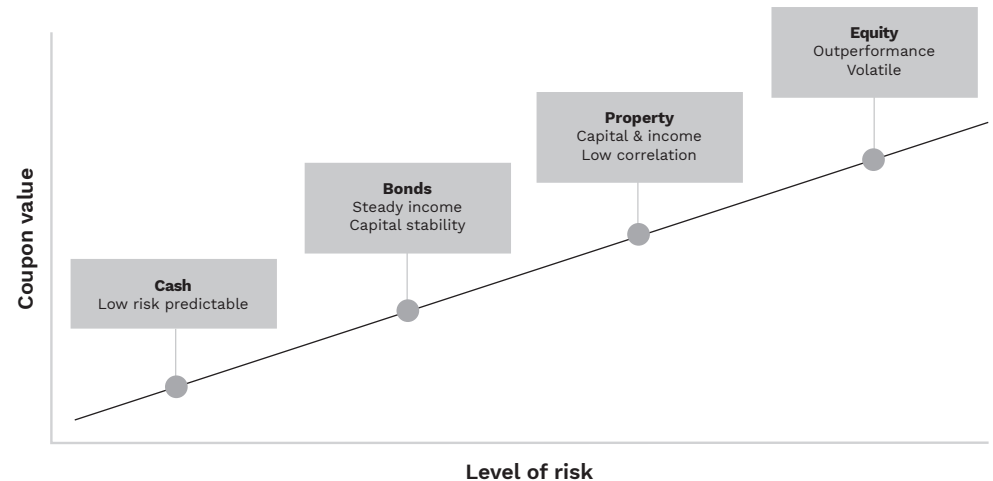 Equity
Outperformance
Volatile
Property
Capital & income
Low correlation
Bonds
Steady income
Capital stability
Cash
Low risk predictable
Coupon value
Level of risk